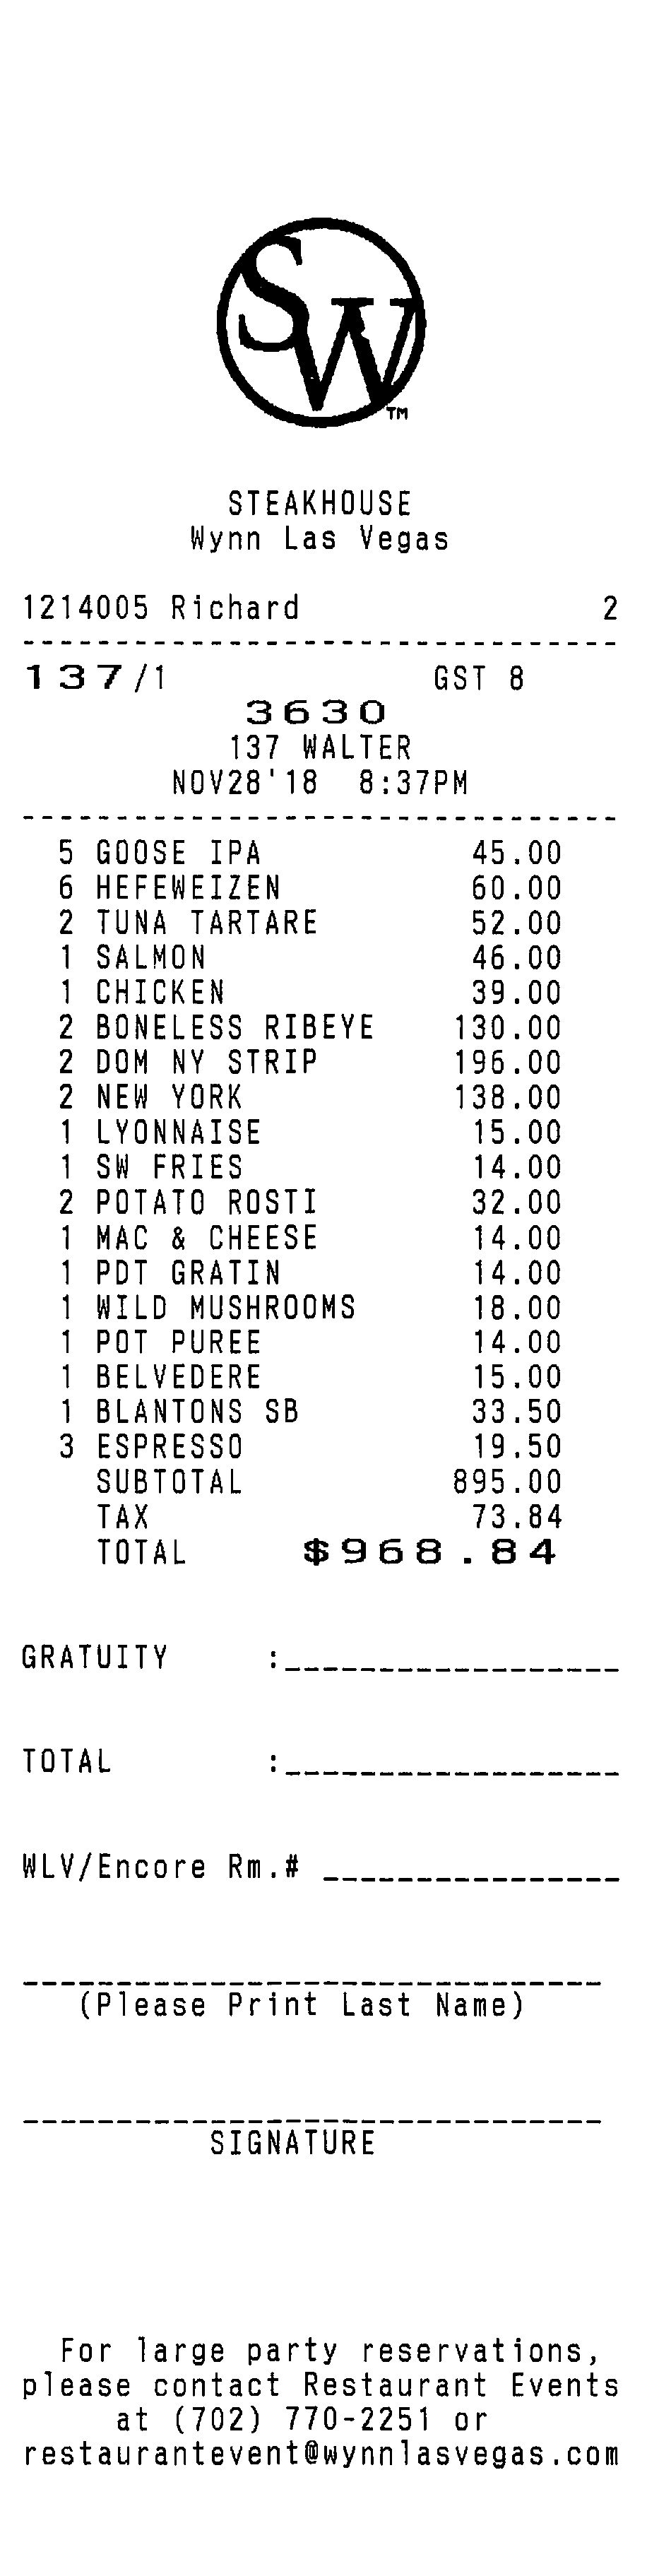 SW
TM
STEAKHOUSE
Wynn Las Vegas
1214005 Richard 2
--------------------------------
137/1 GST 8
3630
137 WALTER
NOV28'18 8:37PM
--------------------------------
5 GOOSE IPA 45.00
6 HEFEWEIZEN 60.00
2 TUNA TARTARE 52.00
1 SALMON 46.00
1 CHICKEN 39.00
2 BONELESS RIBEYE 130.00
2 DOM NY STRIP 196.00
2 NEW YORK 138.00
1 LYONNAISE 15.00
1 SW FRIES 14.00
2 POTATO ROSTI 32.00
1 MAC & CHEESE 14.00
1 PDT GRATIN 14.00
1 WILD MUSHROOMS 18.00
1 POT PUREE 14.00
1 BELVEDERE 15.00
1 BLANTONS SB 33.50
3 ESPRESSO 19.50
SUBTOTAL 895.00
TAX 73.84
TOTAL $968.84
GRATUITY :__________________
TOTAL :__________________
WLV/Encore Rm.# ________________
_______________________________
(Please Print Last Name)
_______________________________
SIGNATURE
For large party reservations,
please contact Restaurant Events
at (702) 770-2251 or
restaurantevent@wynnlasvegas.com